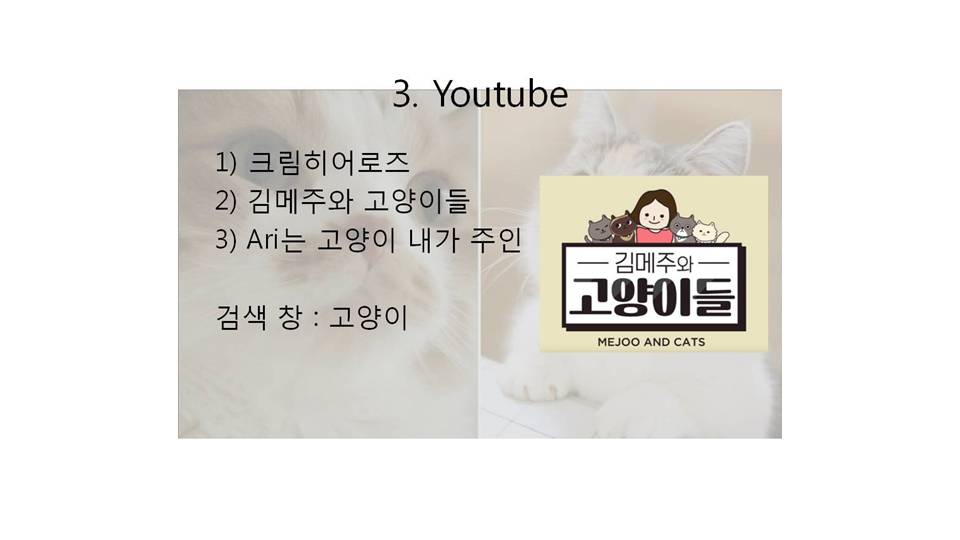 3. Youtube
1) 크림히어로즈
2) 김메주와 고양이들
3) Ari는 고양이 내가 주인
검색 창 : 고양이
김메주와
고양이들
MEJOO AND CATS